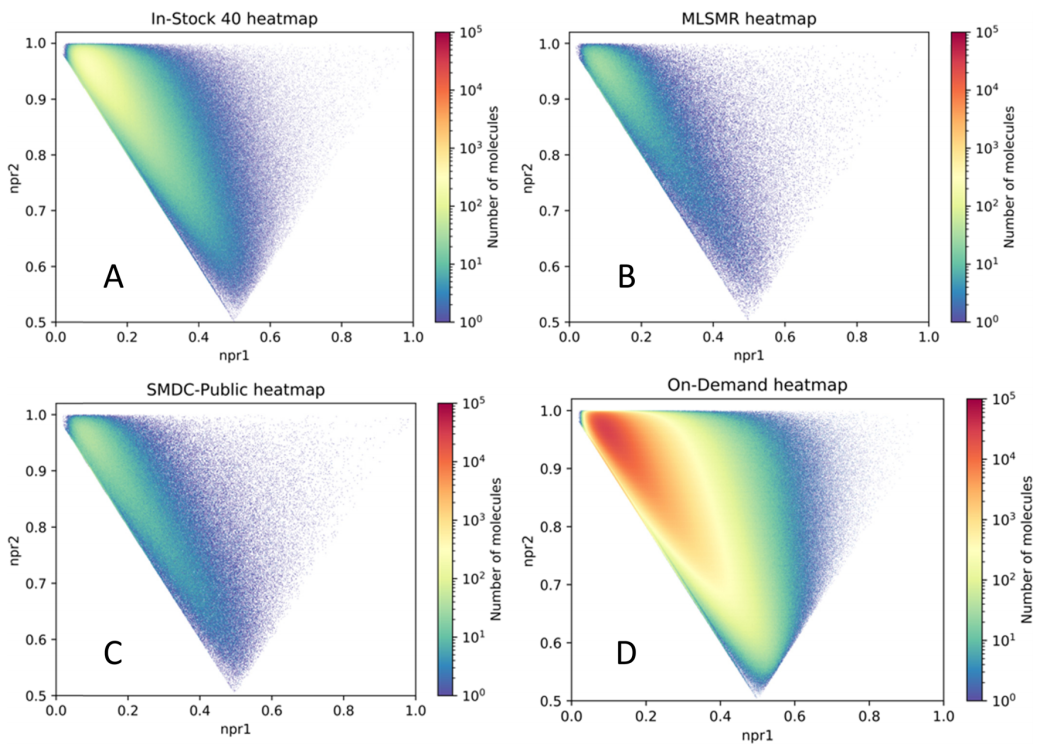 In-Stock 40 heatmap
1.0
0.9
0.8
0.7
0.6
0.5
npr2
0.0 0.2 0.4 0.6 0.8 1.0
npr1
A
10⁵
10⁴
10³
10²
10¹
10⁰
Number of molecules
MLSMR heatmap
1.0
0.9
0.8
0.7
0.6
0.5
npr2
0.0 0.2 0.4 0.6 0.8 1.0
npr1
B
10⁵
10⁴
10³
10²
10¹
10⁰
Number of molecules
SMDC-Public heatmap
1.0
0.9
0.8
0.7
0.6
0.5
npr2
0.0 0.2 0.4 0.6 0.8 1.0
npr1
C
10⁵
10⁴
10³
10²
10¹
10⁰
Number of molecules
On-Demand heatmap
1.0
0.9
0.8
0.7
0.6
0.5
npr2
0.0 0.2 0.4 0.6 0.8 1.0
npr1
D
10⁵
10⁴
10³
10²
10¹
10⁰
Number of molecules